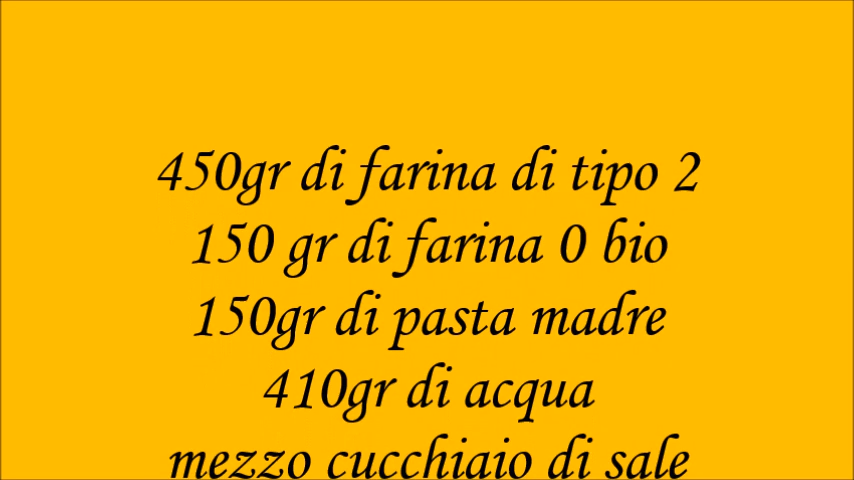 450gr di farina di tipo 2
150 gr di farina 0 bio
150gr di pasta madre
410gr di acqua
mezzo cucchiaio di sale